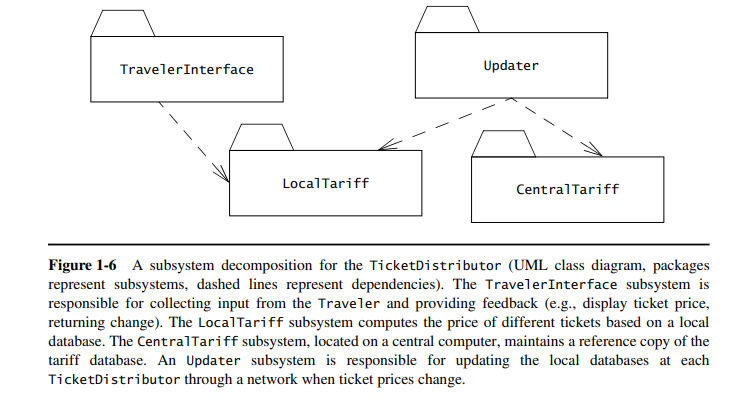 TravelerInterface
Updater
LocalTariff
CentralTariff
Figure 1-6 A subsystem decomposition for the TicketDistributor (UML class diagram, packages
represent subsystems, dashed lines represent dependencies). The TravelerInterface subsystem is
responsible for collecting input from the Traveler and providing feedback (e.g., display ticket price,
returning change). The LocalTariff subsystem computes the price of different tickets based on a local
database. The CentralTariff subsystem, located on a central computer, maintains a reference copy of the
tariff database. An Updater subsystem is responsible for updating the local databases at each
TicketDistributor through a network when ticket prices change.